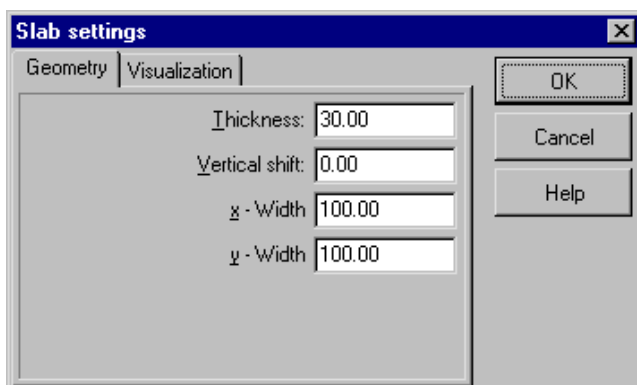 Slab settings
Geometry Visualization
Thickness: 30.00
Vertical shift: 0.00
x - Width 100.00
y - Width 100.00
OK
Cancel
Help